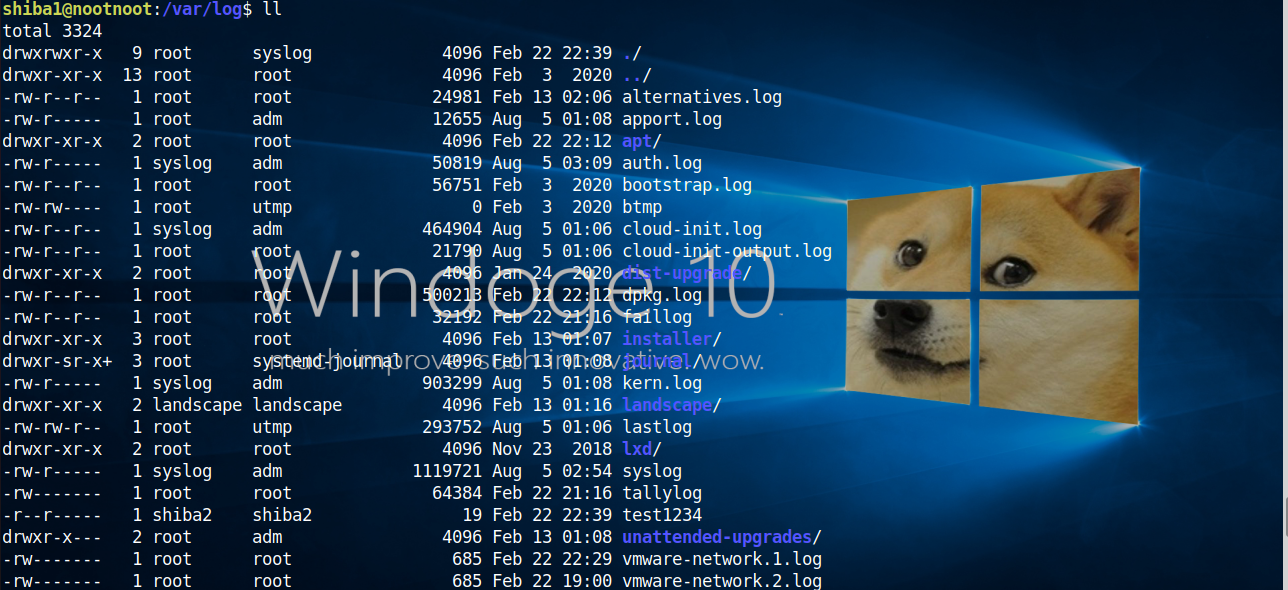 shiba1@nootnoot:/var/log$ ll
total 3324
drwxrwxr-x   9 root      syslog             4096 Feb 22 22:39 ./
drwxr-xr-x  13 root      root               4096 Feb  3  2020 ../
-rw-r--r--   1 root      root              24981 Feb 13 02:06 alternatives.log
-rw-r-----   1 root      adm               12655 Aug  5 01:08 apport.log
drwxr-xr-x   2 root      root               4096 Feb 22 22:12 apt/
-rw-r-----   1 syslog    adm               50819 Aug  5 03:09 auth.log
-rw-r--r--   1 root      root              56751 Feb  3  2020 bootstrap.log
-rw-rw----   1 root      utmp                  0 Feb  3  2020 btmp
-rw-r--r--   1 syslog    adm              464904 Aug  5 01:06 cloud-init.log
-rw-r--r--   1 root      root              21790 Aug  5 01:06 cloud-init-output.log
drwxr-xr-x   2 root      root               4096 Jan 24  2020 dist-upgrade/
-rw-r--r--   1 root      root             500213 Feb 22 22:12 dpkg.log
-rw-r--r--   1 root      root              32192 Feb 22 21:16 faillog
drwxr-xr-x   3 root      root               4096 Feb 13 01:07 installer/
drwxr-sr-x+  3 root      systemd-journal    4096 Feb 13 01:08 journal/
-rw-r-----   1 syslog    adm              903299 Aug  5 01:08 kern.log
drwxr-xr-x   2 landscape landscape          4096 Feb 13 01:16 landscape/
-rw-rw-r--   1 root      utmp             293752 Aug  5 01:06 lastlog
drwxr-xr-x   2 root      root               4096 Nov 23  2018 lxd/
-rw-r-----   1 syslog    adm             1119721 Aug  5 02:54 syslog
-rw-------   1 root      root              64384 Feb 22 21:16 tallylog
-r--r-----   1 shiba2    shiba2               19 Feb 22 22:39 test1234
drwxr-x---   2 root      adm                4096 Feb 13 01:08 unattended-upgrades/
-rw-------   1 root      root                685 Feb 22 22:29 vmware-network.1.log
-rw-------   1 root      root                685 Feb 22 19:00 vmware-network.2.log
Windoge 10.
much improve. such innovative. wow.